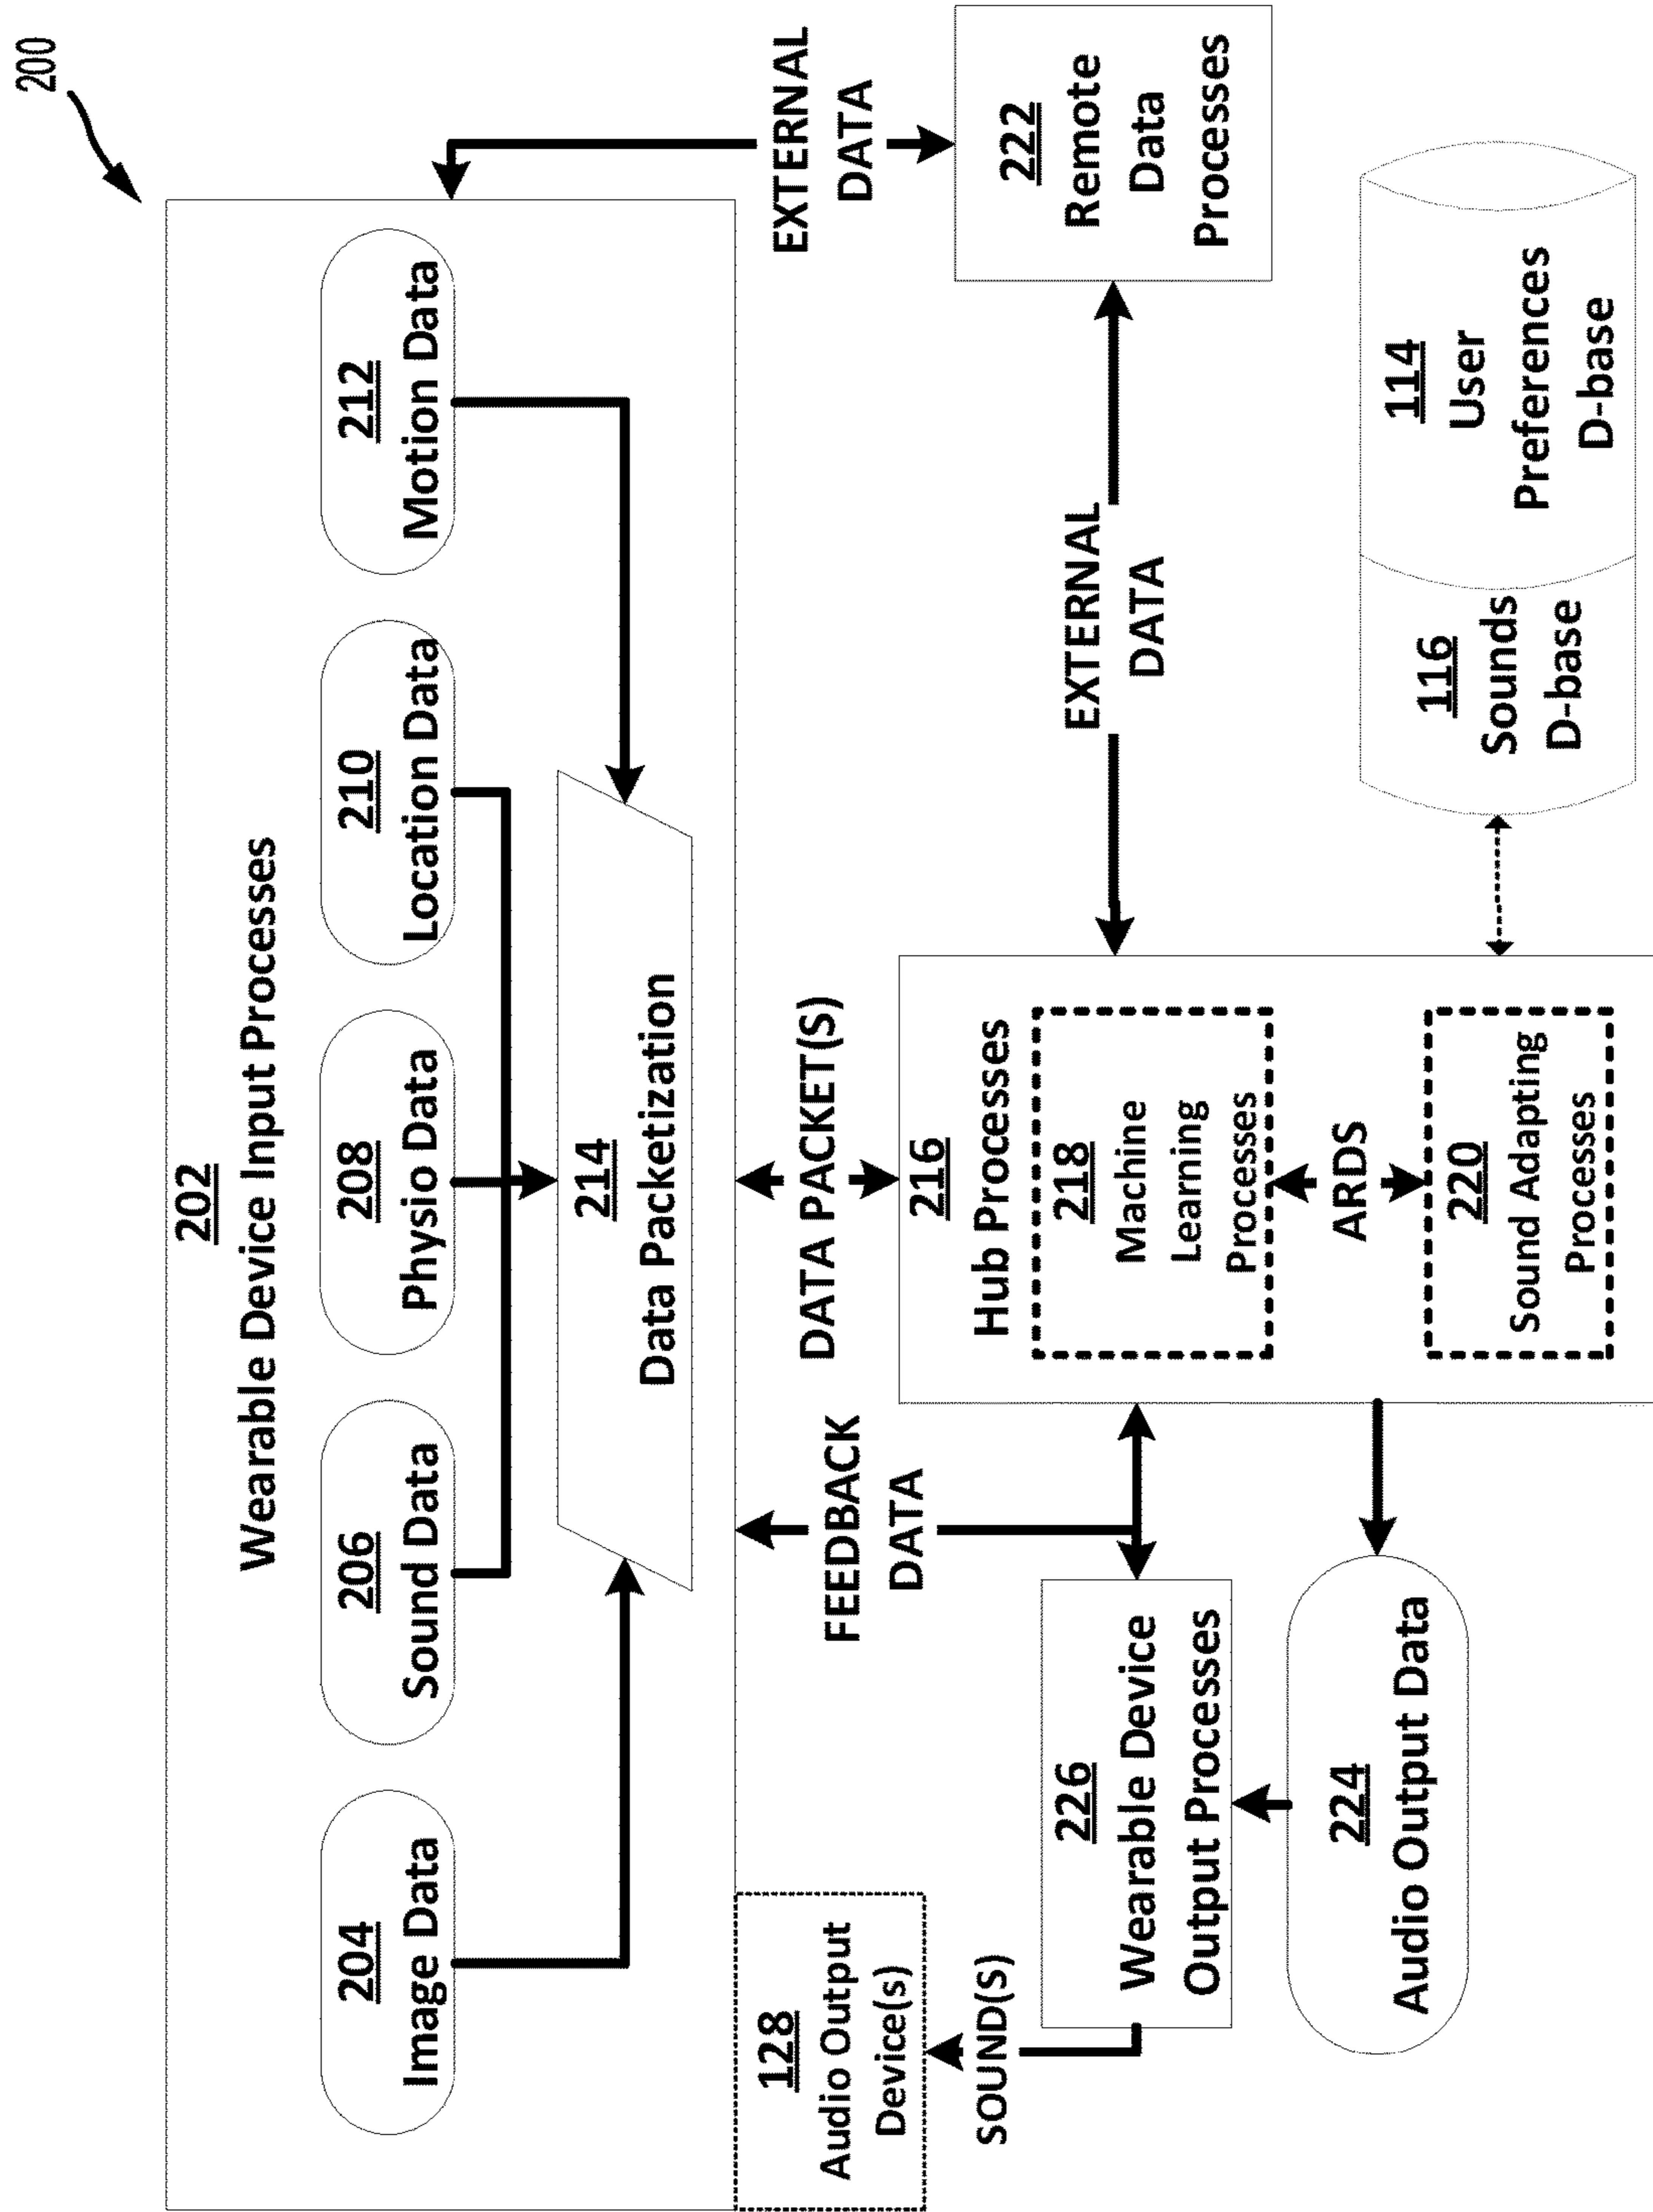 200
202
Wearable Device Input Processes
204
Image Data
206
Sound Data
208
Physio Data
210
Location Data
212
Motion Data
214
Data Packetization
128
Audio Output
Device(s)
SOUND(S)
FEEDBACK
DATA
DATA PACKET(S)
EXTERNAL
DATA
226
Wearable Device
Output Processes
224
Audio Output Data
216
Hub Processes
218
Machine
Learning
Processes
ARDS
220
Sound Adapting
Processes
EXTERNAL
DATA
222
Remote
Data
Processes
116
Sounds
D-base
114
User
Preferences
D-base